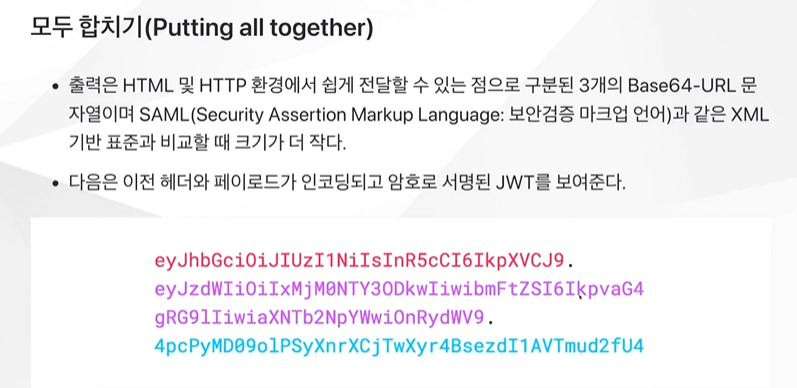 모두 합치기(Putting all together)
• 출력은 HTML 및 HTTP 환경에서 쉽게 전달할 수 있는 점으로 구분된 3개의 Base64-URL 문
자열이며 SAML(Security Assertion Markup Language: 보안검증 마크업 언어)과 같은 XML
기반 표준과 비교할 때 크기가 더 작다.
• 다음은 이전 헤더와 페이로드가 인코딩되고 암호로 서명된 JWT를 보여준다.
eyJhbGciOiJIUzI1NiIsInR5cCI6IkpXVCJ9.
eyJzdWIiOiIxMjM0NTY3ODkwIiwibmFtZSI6IkpvaG4
gRG9lIiwiaXNTb2NpYWwiOnRydWV9.
4pcPyMD09olPSyXnrXCjTwXyr4BsezdI1AVTmud2fU4